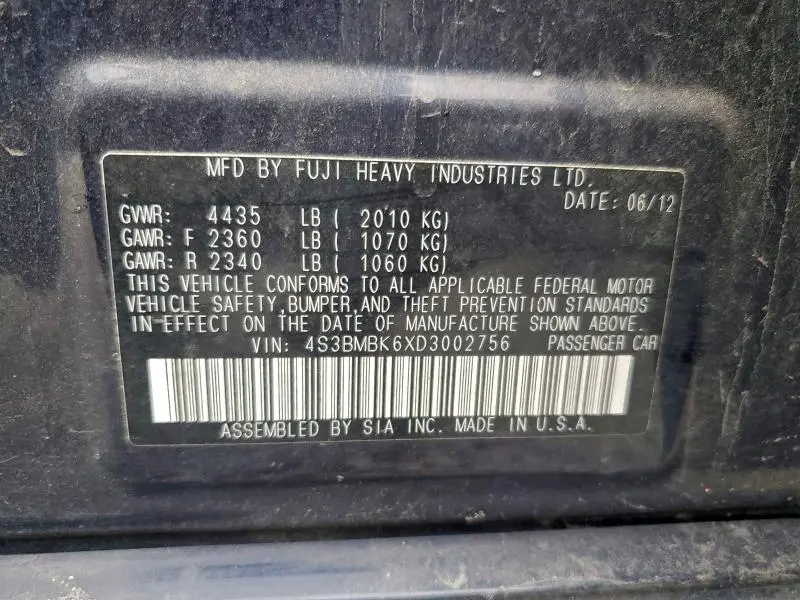 MFD BY FUJI HEAVY INDUSTRIES LTD.
DATE: 06/12
GVWR: 4435 LB ( 2010 KG)
GAWR: F 2360 LB ( 1070 KG)
GAWR: R 2340 LB ( 1060 KG)
THIS VEHICLE CONFORMS TO ALL APPLICABLE FEDERAL MOTOR
VEHICLE SAFETY, BUMPER, AND THEFT PREVENTION STANDARDS
IN-EFFECT ON THE DATE OF MANUFACTURE SHOWN ABOVE.
VIN: 4S3BMBK6XD3002756 PASSENGER CAR
ASSEMBLED BY SIA INC. MADE IN U.S.A.